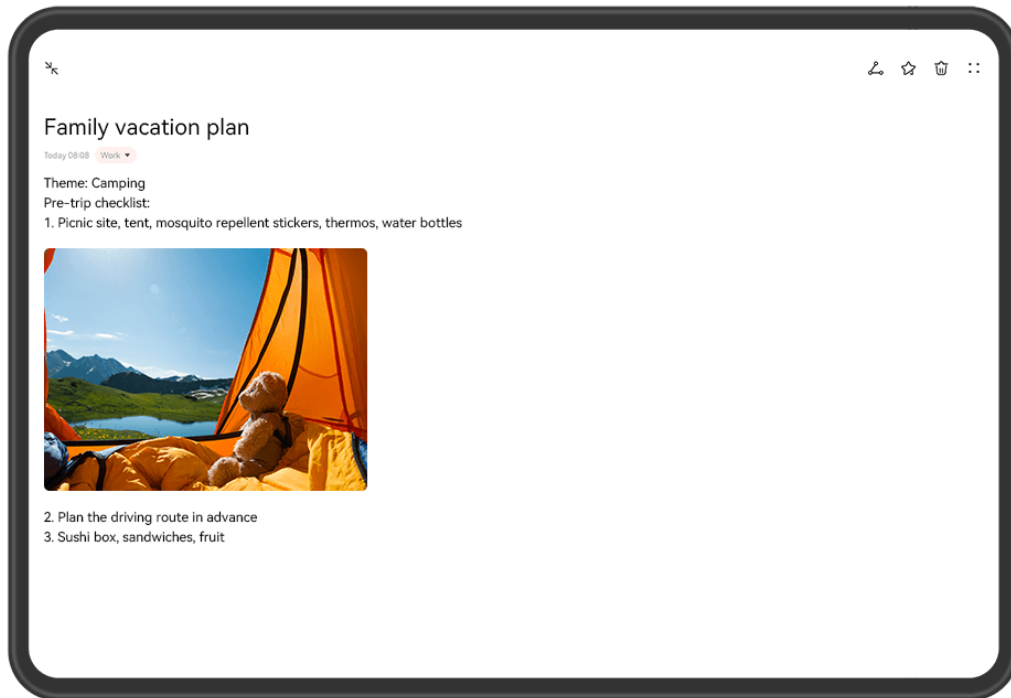 Family vacation plan
Today 08:08 Work
Theme: Camping
Pre-trip checklist:
1. Picnic site, tent, mosquito repellent stickers, thermos, water bottles
2. Plan the driving route in advance
3. Sushi box, sandwiches, fruit